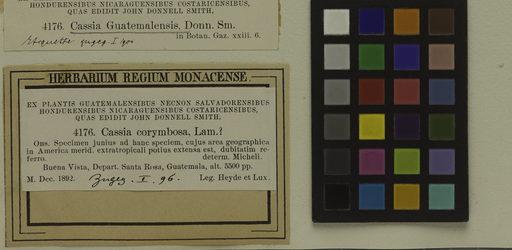 HONDURENSIBUS NICARAGUENSIBUS COSTARICENSIBUS,
QUAS EDIDIT JOHN DONNELL SMITH.
4176. Cassia Guatemalensis, Donn. Sm.
in Botan. Gaz. xxiii. 6.
HERBARIUM REGIUM MONACENSE.
EX PLANTIS GUATEMALENSIBUS NECNON SALVADORENSIBUS
HONDURENSIBUS NICARAGUENSIBUS COSTARICENSIBUS,
QUAS EDIDIT JOHN DONNELL SMITH.
4176. Cassia corymbosa, Lam.?
Obs. Specimen junius ad hanc speciem, cujus area geographica
in America merid. extratropicali potius extensa est, dubitatim re-
ferro. determ. Micheli.
Buena Vista, Depart. Santa Rosa, Guatemala, alt. 5500 pp.
M. Dec. 1892. Zugeg. X. 96. Leg. Heyde et Lux.